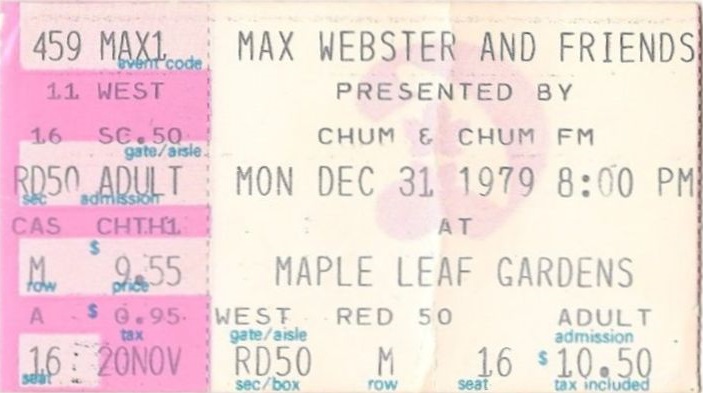 459 MAX1
event code
11 WEST
16 SC.50
gate/aisle
RD50 ADULT
sec admission
CAS CHTH1
$
M 9.55
row price
A $ 0.95
tax
16 20NOV
seat
MAX WEBSTER AND FRIENDS
PRESENTED BY
CHUM & CHUM FM
MON DEC 31 1979 8:00 PM
AT
MAPLE LEAF GARDENS
WEST RED 50 ADULT
gate/aisle admission
RD50 M 16 $10.50
sec/box row seat tax included